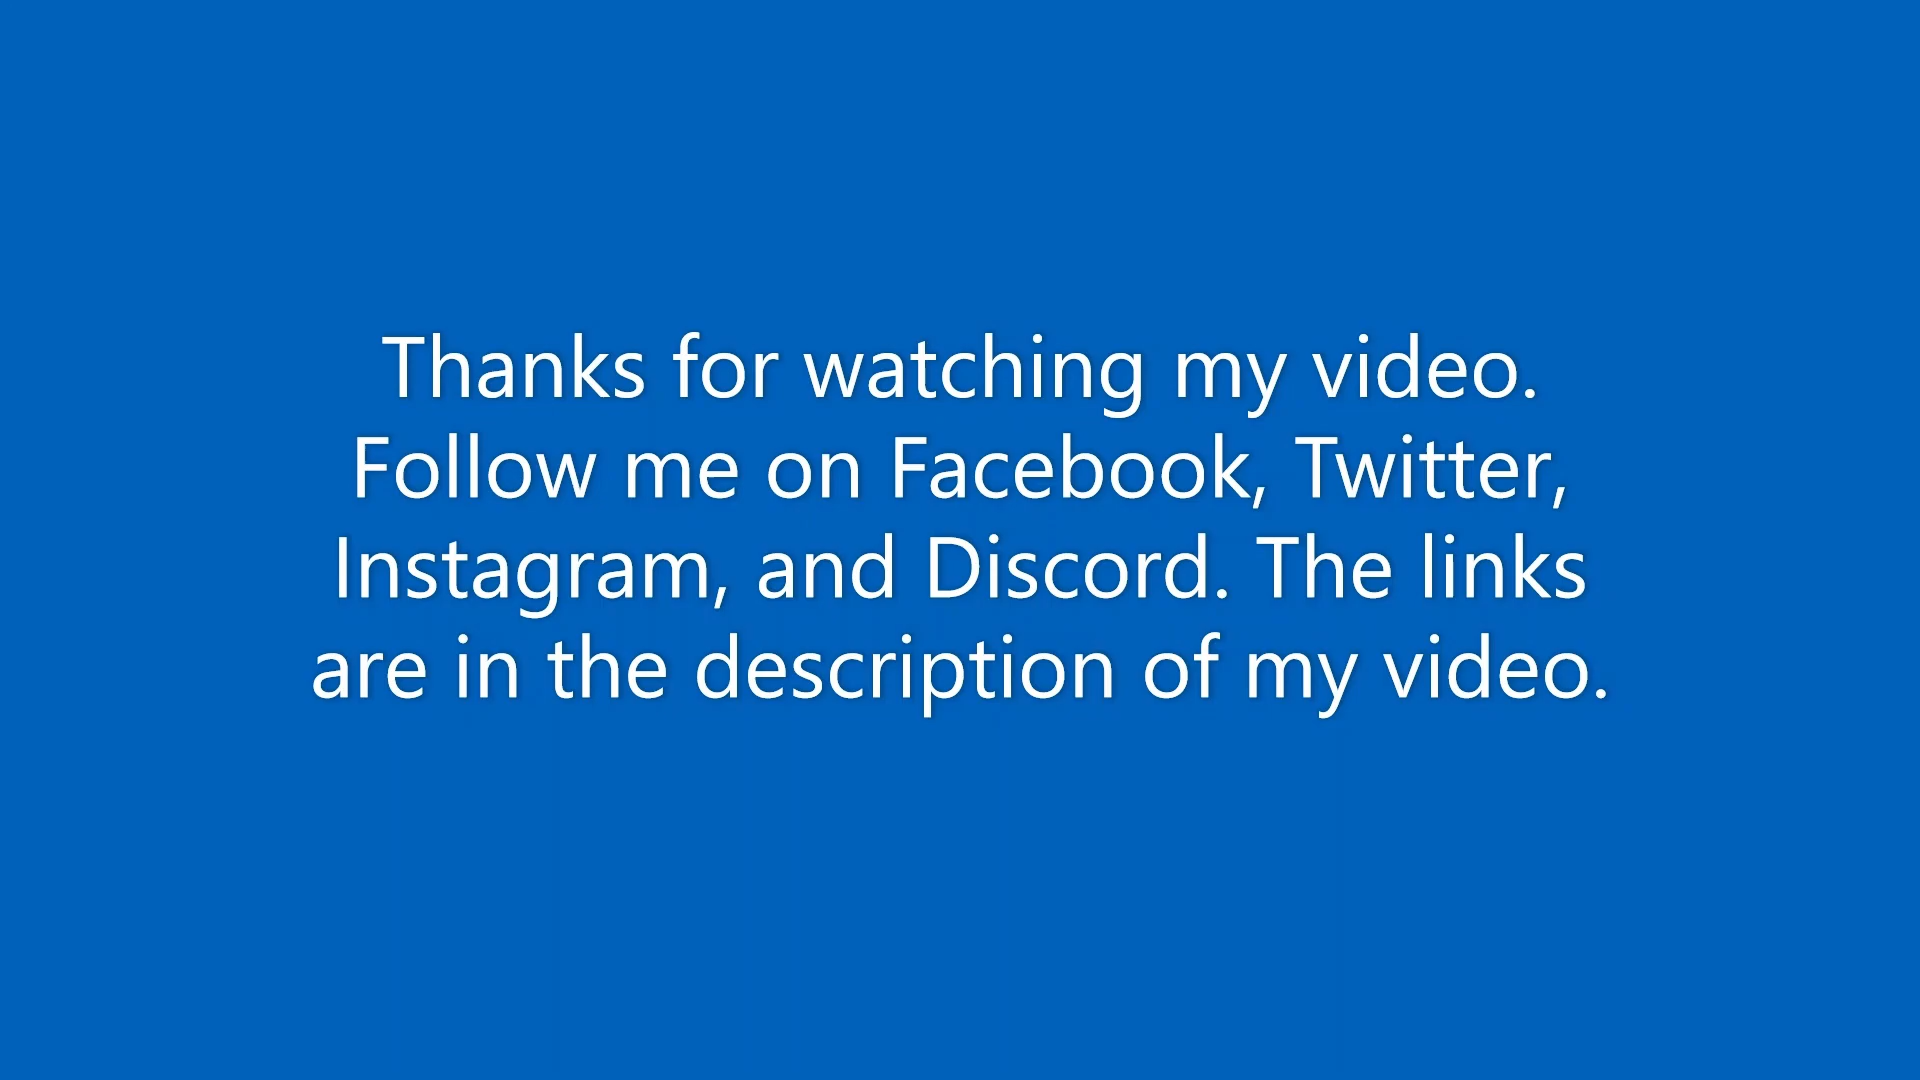 Thanks for watching my video.
Follow me on Facebook, Twitter,
Instagram, and Discord. The links
are in the description of my video.